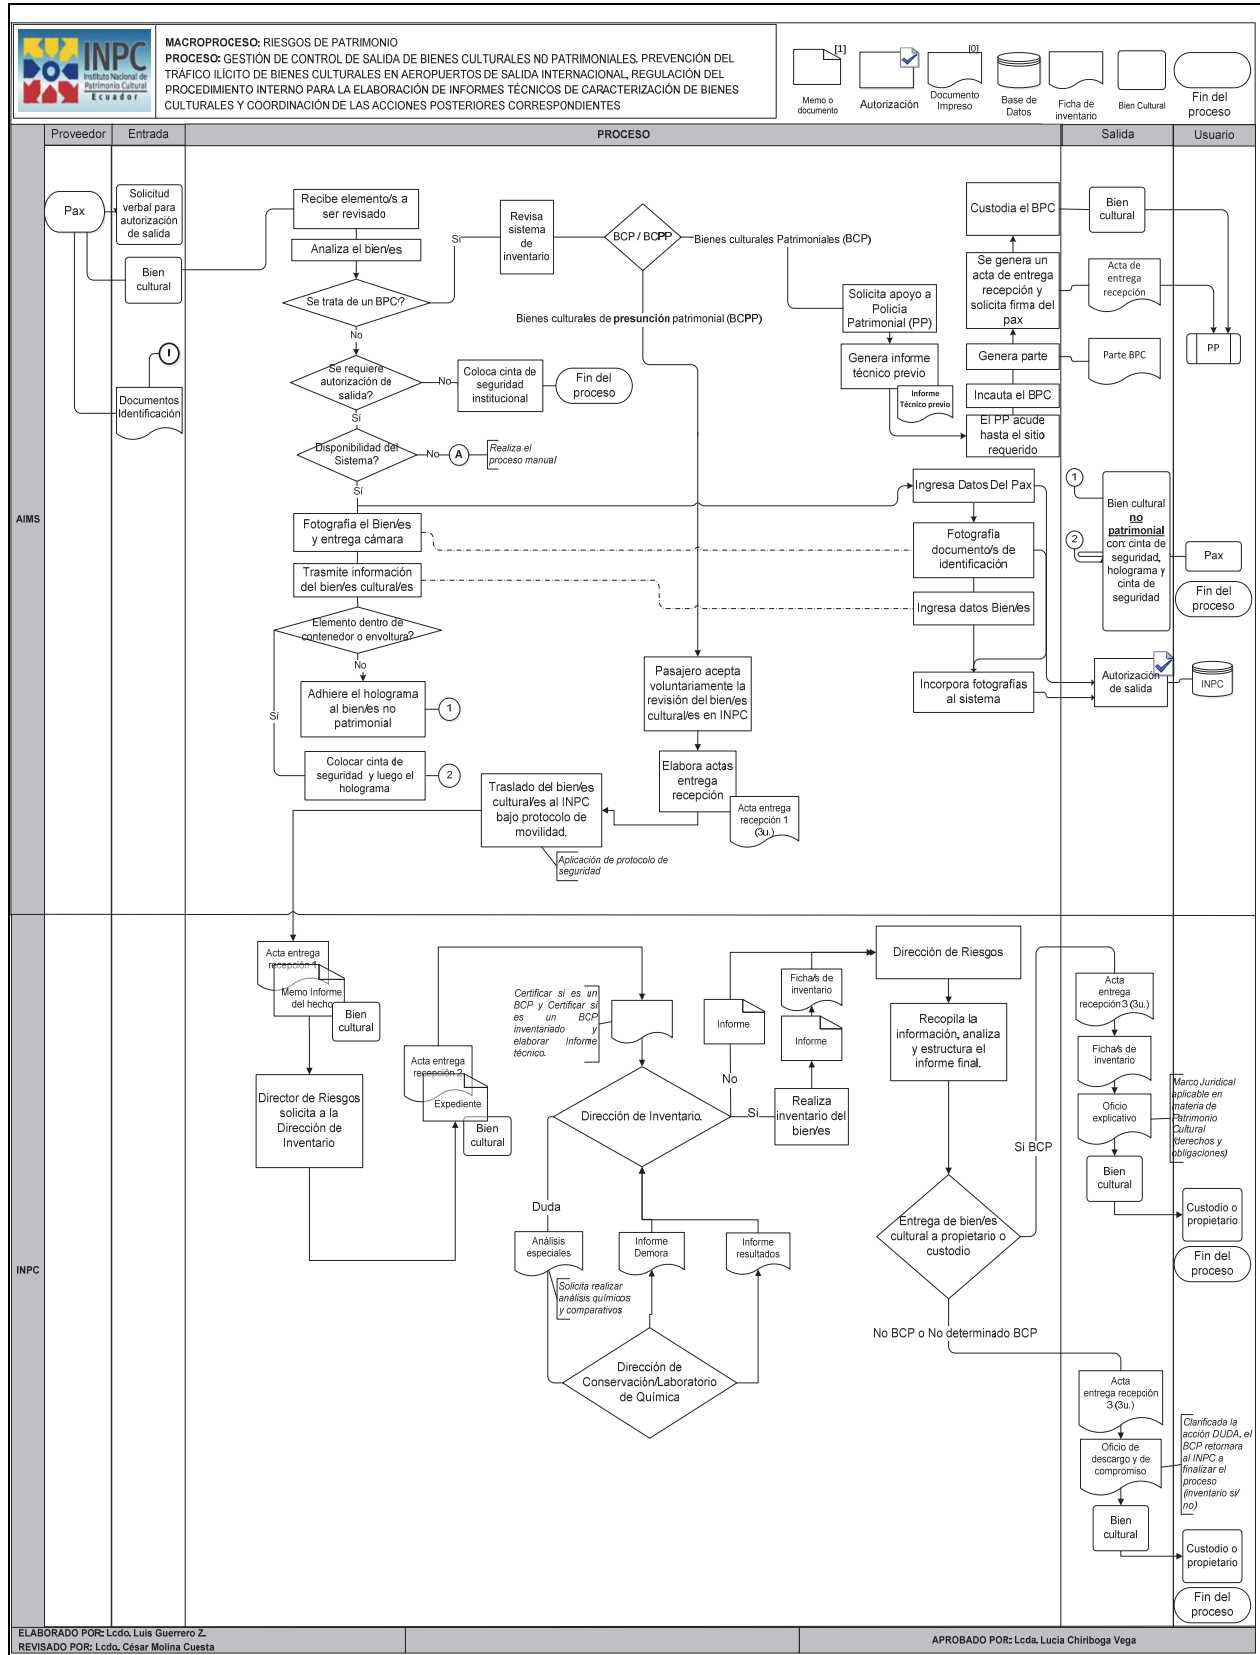 INPC
Instituto Nacional de
Patrimonio Cultural
Ecuador
MACROPROCESO: RIESGOS DE PATRIMONIO
PROCESO: GESTIÓN DE CONTROL DE SALIDA DE BIENES CULTURALES NO PATRIMONIALES, PREVENCIÓN DEL
TRÁFICO ILÍCITO DE BIENES CULTURALES EN AEROPUERTOS DE SALIDA INTERNACIONAL, REGULACIÓN DEL
PROCEDIMIENTO INTERNO PARA LA ELABORACIÓN DE INFORMES TÉCNICOS DE CARACTERIZACIÓN DE BIENES
CULTURALES Y COORDINACIÓN DE LAS ACCIONES POSTERIORES CORRESPONDIENTES
[1]
Memo o
documento
Autorización
[0]
Documento
Impreso
Base de
Datos
Ficha de
inventario
Bien Cultural
Fin del
proceso
Proveedor
Entrada
PROCESO
Salida
Usuario
AIMS
Pax
Solicitud
verbal para
autorización
de salida
Bien
cultural
I
Documentos
Identificación
Recibe elemento/s a
ser revisado
Analiza el bien/es
Se trata de un BPC?
Si
No
Revisa
sistema
de
inventario
BCP / BCPP
Bienes culturales Patrimoniales (BCP)
Bienes culturales de presunción patrimonial (BCPP)
Se requiere
autorización de
salida?
No
Coloca cinta de
seguridad
institucional
Fin del
proceso
Sí
Disponibilidad del
Sistema?
No
A
Realiza el
proceso manual
Sí
Fotografía el Bien/es
y entrega cámara
Trasmite información
del bien/es cultural/es
Elemento dentro de
contenedor o envoltura?
No
Sí
Adhiere el holograma
al bien/es no
patrimonial
1
Colocar cinta de
seguridad y luego el
holograma
2
Solicita apoyo a
Policía
Patrimonial (PP)
Genera informe
técnico previo
Informe
Técnico previo
El PP acude
hasta el sitio
requerido
Incauta el BPC
Genera parte
Se genera un
acta de entrega
recepción y
solicita firma del
pax
Custodia el BPC
Bien
cultural
Acta de
entrega
recepción
Parte BPC
PP
Ingresa Datos Del Pax
Fotografía
documento/s de
identificación
Ingresa datos Bien/es
Incorpora fotografías
al sistema
1
2
Bien cultural
no
patrimonial
con: cinta de
seguridad,
holograma y
cinta de
seguridad
Pax
Fin del
proceso
Autorización
de salida
INPC
Pasajero acepta
voluntariamente la
revisión del bien/es
cultural/es en INPC
Elabora actas
entrega
recepción
Acta entrega
recepción 1
(3u.)
Traslado del bien/es
cultural/es al INPC
bajo protocolo de
movilidad.
Aplicación de protocolo de
seguridad
INPC
Acta entrega
recepción 1
Memo Informe
del hecho
Bien
cultural
Director de Riesgos
solicita a la
Dirección de
Inventario
Acta entrega
recepción 2
Expediente
Bien
cultural
Certificar si es un
BCP y Certificar si
es un BCP
inventariado y
elaborar Informe
técnico.
Dirección de Inventario.
No
Si
Duda
Informe
Ficha/s de
inventario
Informe
Realiza
inventario del
bien/es
Análisis
especiales
Solicita realizar
análisis químicos
y comparativos
Informe
Demora
Informe
resultados
Dirección de
Conservación/Laboratorio
de Química
Dirección de Riesgos
Recopila la
información, analiza
y estructura el
informe final.
Entrega de bien/es
cultural a propietario o
custodio
Si BCP
No BCP o No determinado BCP
Acta
entrega
recepción 3 (3u.)
Ficha/s de
inventario
Oficio
explicativo
Marco Juridical
aplicable en
materia de
Patrimonio
Cultural
(derechos y
obligaciones)
Bien
cultural
Custodio o
propietario
Fin del
proceso
Acta
entrega recepción
3 (3u.)
Oficio de
descargo y de
compromiso
Clarificada la
acción DUDA, el
BCP retornara
al INPC a
finalizar el
proceso
(inventario si/
no)
Bien
cultural
Custodio o
propietario
Fin del
proceso
ELABORADO POR: Lcdo. Luis Guerrero Z.
REVISADO POR: Lcdo. César Molina Cuesta
APROBADO POR: Lcda. Lucia Chiriboga Vega